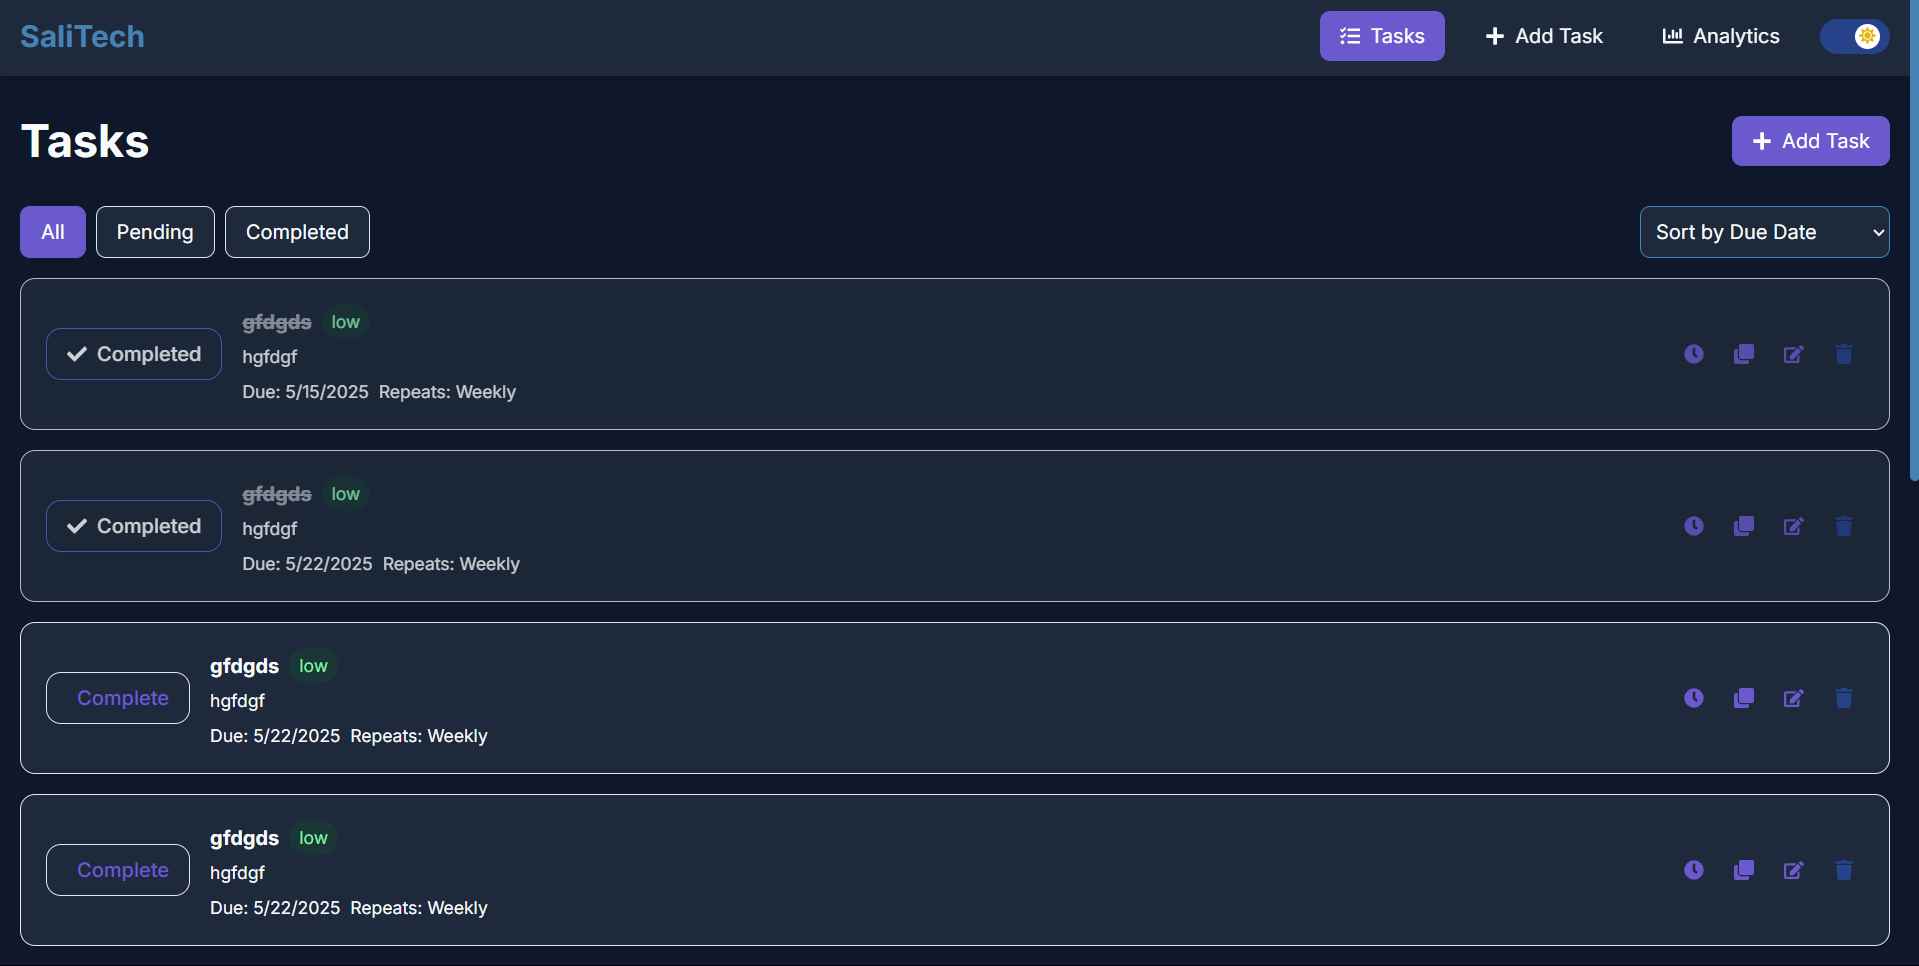 SaliTech
Tasks
Add Task
Analytics
Tasks
Add Task
All
Pending
Completed
Sort by Due Date
Completed
gfdgds low
hgfdgf
Due: 5/15/2025 Repeats: Weekly
Completed
gfdgds low
hgfdgf
Due: 5/22/2025 Repeats: Weekly
Complete
gfdgds low
hgfdgf
Due: 5/22/2025 Repeats: Weekly
Complete
gfdgds low
hgfdgf
Due: 5/22/2025 Repeats: Weekly